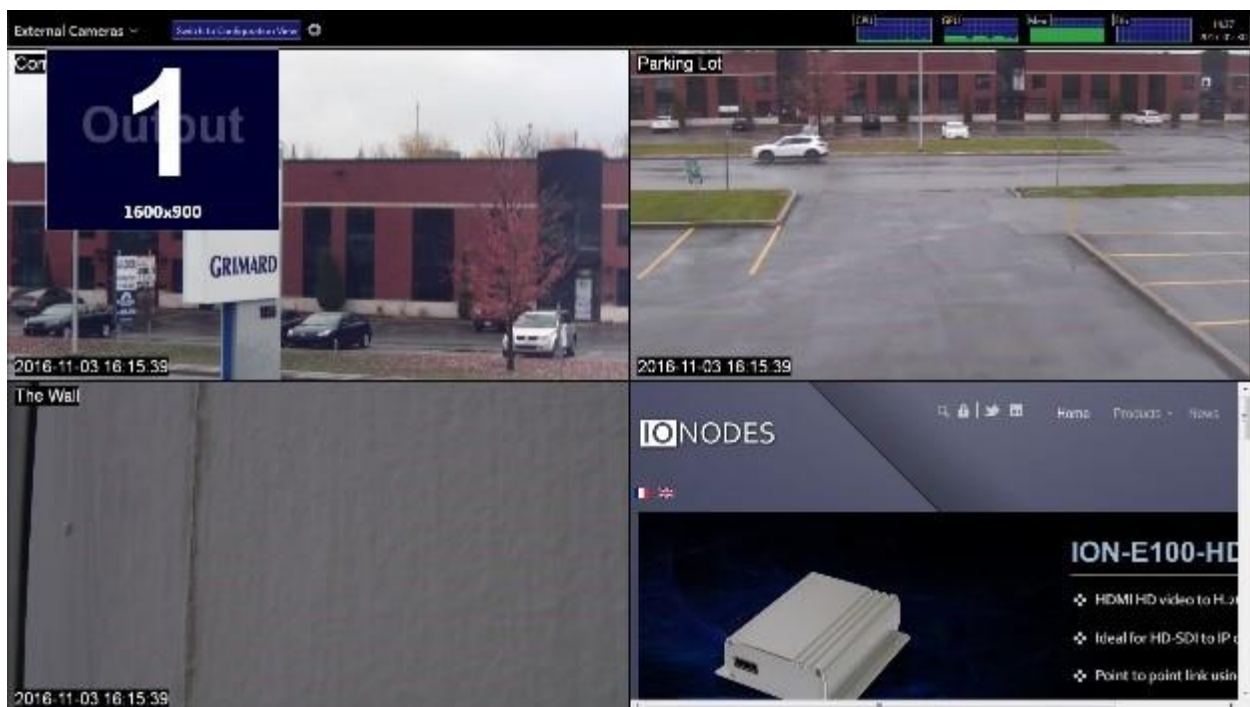 External Cameras
Switch to Configuration View
CPU
GPU
Mem
Parking Lot
1
Output
1600x900
GRIMARD
2016-11-03 16:15:39
2016-11-03 16:15:39
The Wall
IONODES
Home Products News
ION-E100-HD
HDMI HD video to
Ideal for HD-SDI to IP
Point to point link
2016-11-03 16:15:39